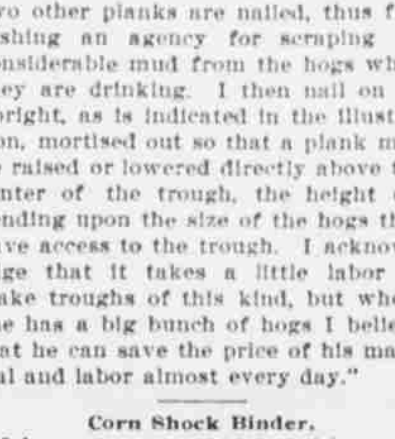 wo other planks are nailed, thus f
shing an agency for scraping
onsiderable mud from the hogs wh
ey are drinking. I then nail on
pright, as is indicated in the illust
on, mortised out so that a plank m
e raised or lowered directly above t
enter of the trough, the height
ending upon the size of the hogs th
ave access to the trough. I acknow
dge that it takes a little labor
ake troughs of this kind, but whe
ne has a big bunch of hogs I belie
at he can save the price of his ma
al and labor almost every day."
Corn Shock Binder.